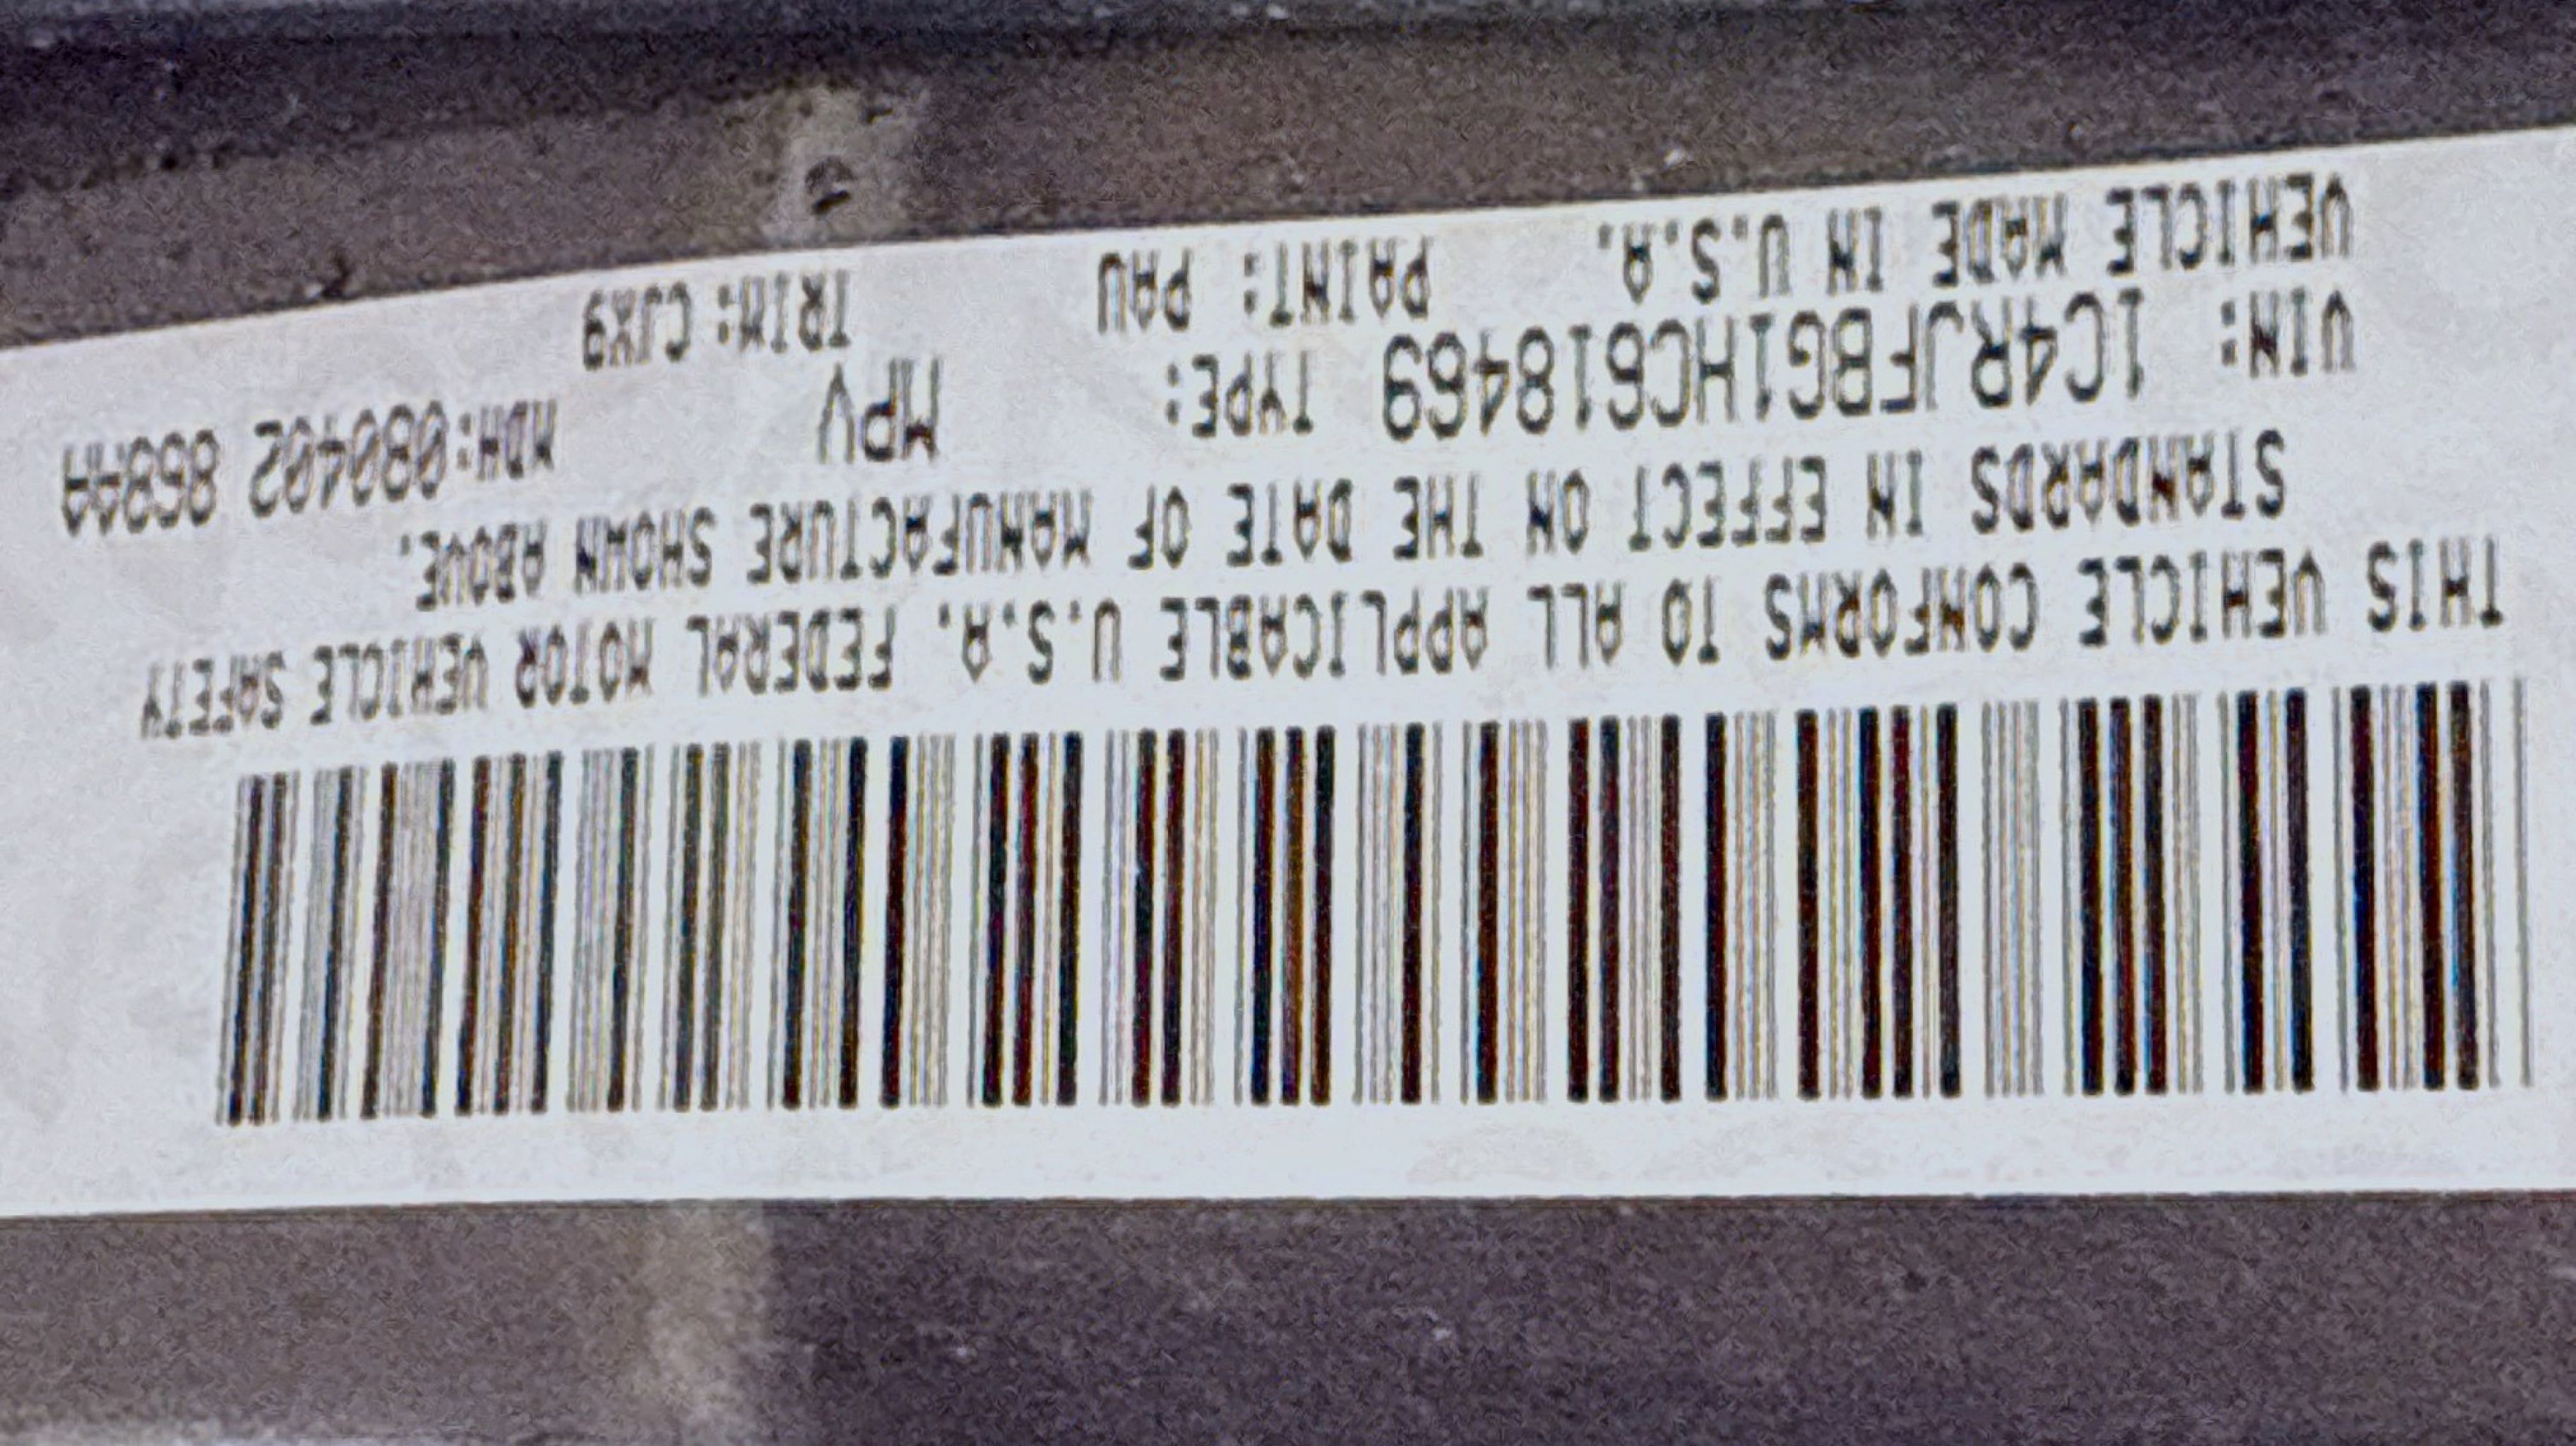 THIS VEHICLE CONFORMS TO ALL APPLICABLE U.S.A. FEDERAL MOTOR VEHICLE SAFETY
STANDARDS IN EFFECT ON THE DATE OF MANUFACTURE SHOWN ABOVE.
VIN: 1C4RJFBG1HC618469 TYPE: MPV MDH:080402
VEHICLE MADE IN U.S.A. PAINT: PAU TRIM: CJX9